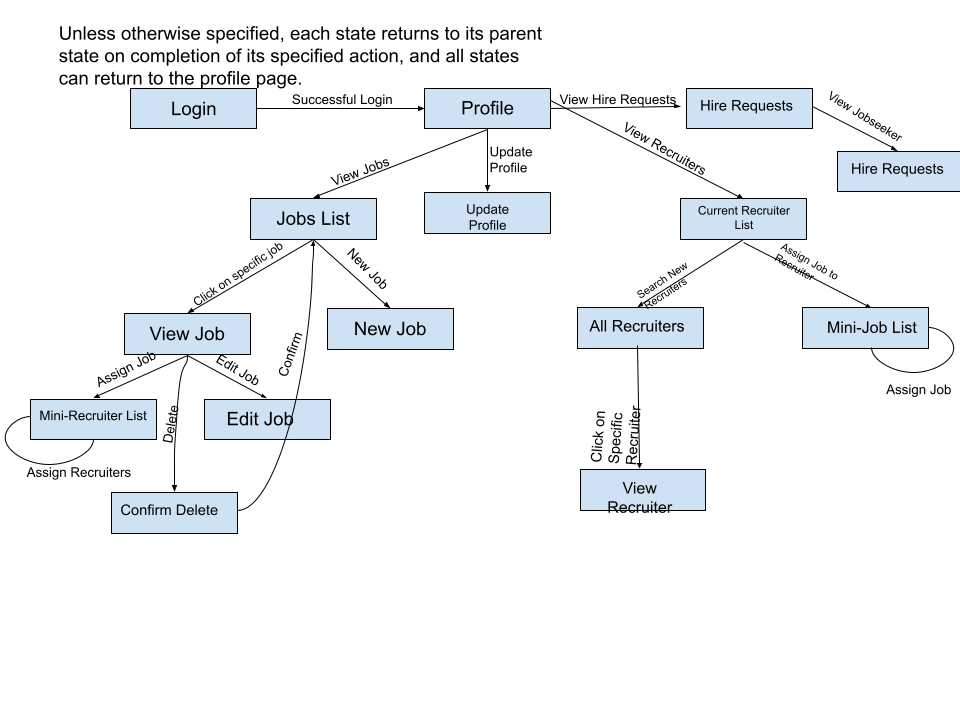 Unless otherwise specified, each state returns to its parent
state on completion of its specified action, and all states
can return to the profile page.
Login
Successful Login
Profile
View Hire Requests
Hire Requests
View Jobseeker
Hire Requests
View Jobs
Update
Profile
View Recruiters
Jobs List
Update
Profile
Current Recruiter
List
Click on specific job
New Job
Search New
Recruiters
Assign Job to
Recruiter
View Job
New Job
Confirm
All Recruiters
Mini-Job List
Assign Job
Assign Job
Edit Job
Delete
Mini-Recruiter List
Edit Job
Assign Recruiters
Click on
Specific
Recruiter
Confirm Delete
View
Recruiter